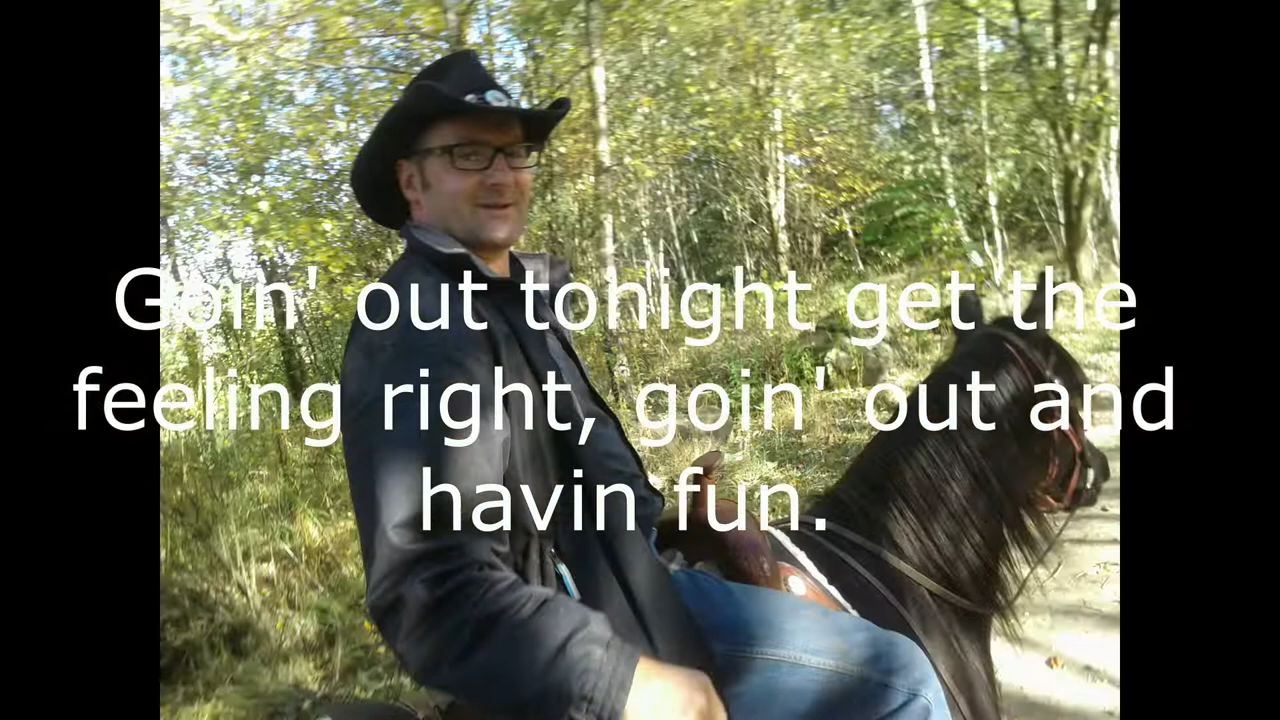 Goin' out tonight get the
feeling right, goin' out and
havin fun.